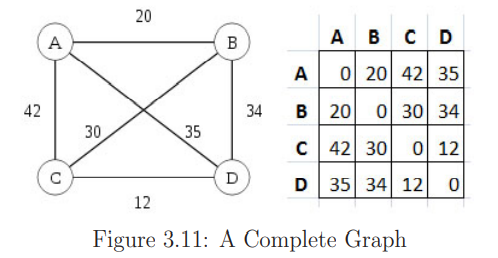 20
A B
42 34
30 35
C D
12
A B C D
A 0 20 42 35
B 20 0 30 34
C 42 30 0 12
D 35 34 12 0
Figure 3.11: A Complete Graph